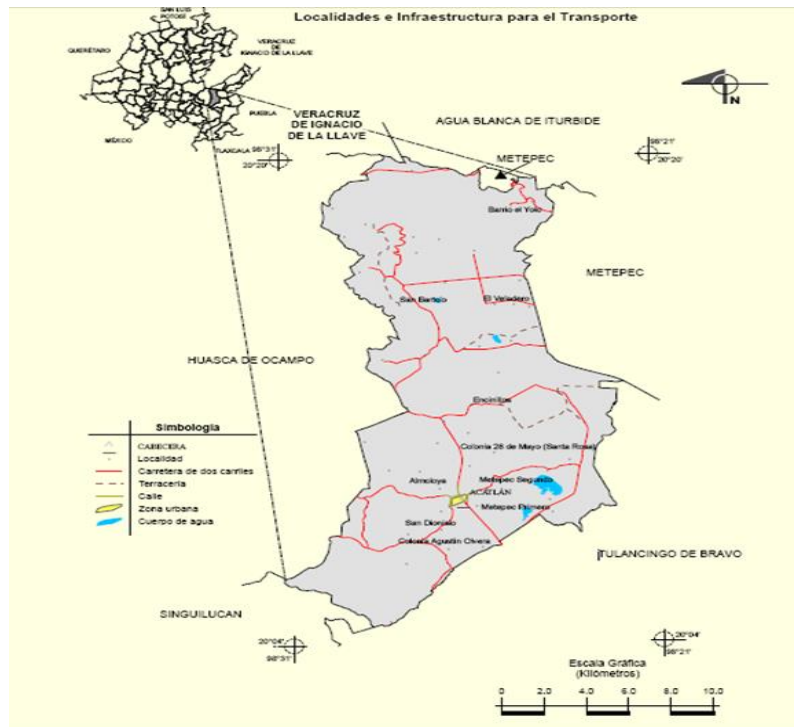 SAN LUIS
POTOSÍ
Localidades e Infraestructura para el Transporte
QUERÉTARO
VERACRUZ
DE
IGNACIO DE LA LLAVE
PUEBLA
MÉXICO
TLAXCALA
VERACRUZ
DE IGNACIO
DE LA LLAVE
AGUA BLANCA DE ITURBIDE
N
98°31'
20°20'
METEPEC
98°21'
20°20'
Barrio el Yolo
METEPEC
San Bartolo
El Veladero
HUASCA DE OCAMPO
Encinillos
Simbología
CABECERA
Localidad
Carretera de dos carriles
Terracería
Calle
Zona urbana
Cuerpo de agua
Colonia 28 de Mayo (Santa Rosa)
Almoloya
Metepec Segundo
ACATLÁN
Metepec Primero
San Dionisio
Colonia Agustín Olvera
TULANCINGO DE BRAVO
SINGUILUCAN
20°04'
98°31'
20°04'
98°21'
Escala Gráfica
(Kilómetros)
0 2.0 4.0 6.0 8.0 10.0